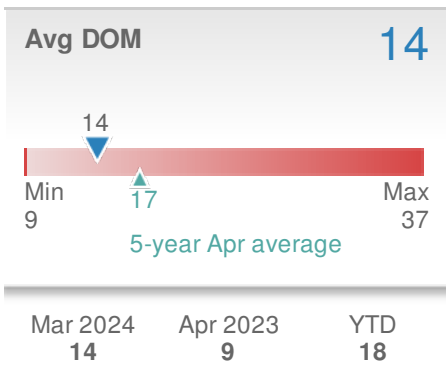 Avg DOM 14
14
Min Max
9 17 37
5-year Apr average
Mar 2024 Apr 2023 YTD
14 9 18